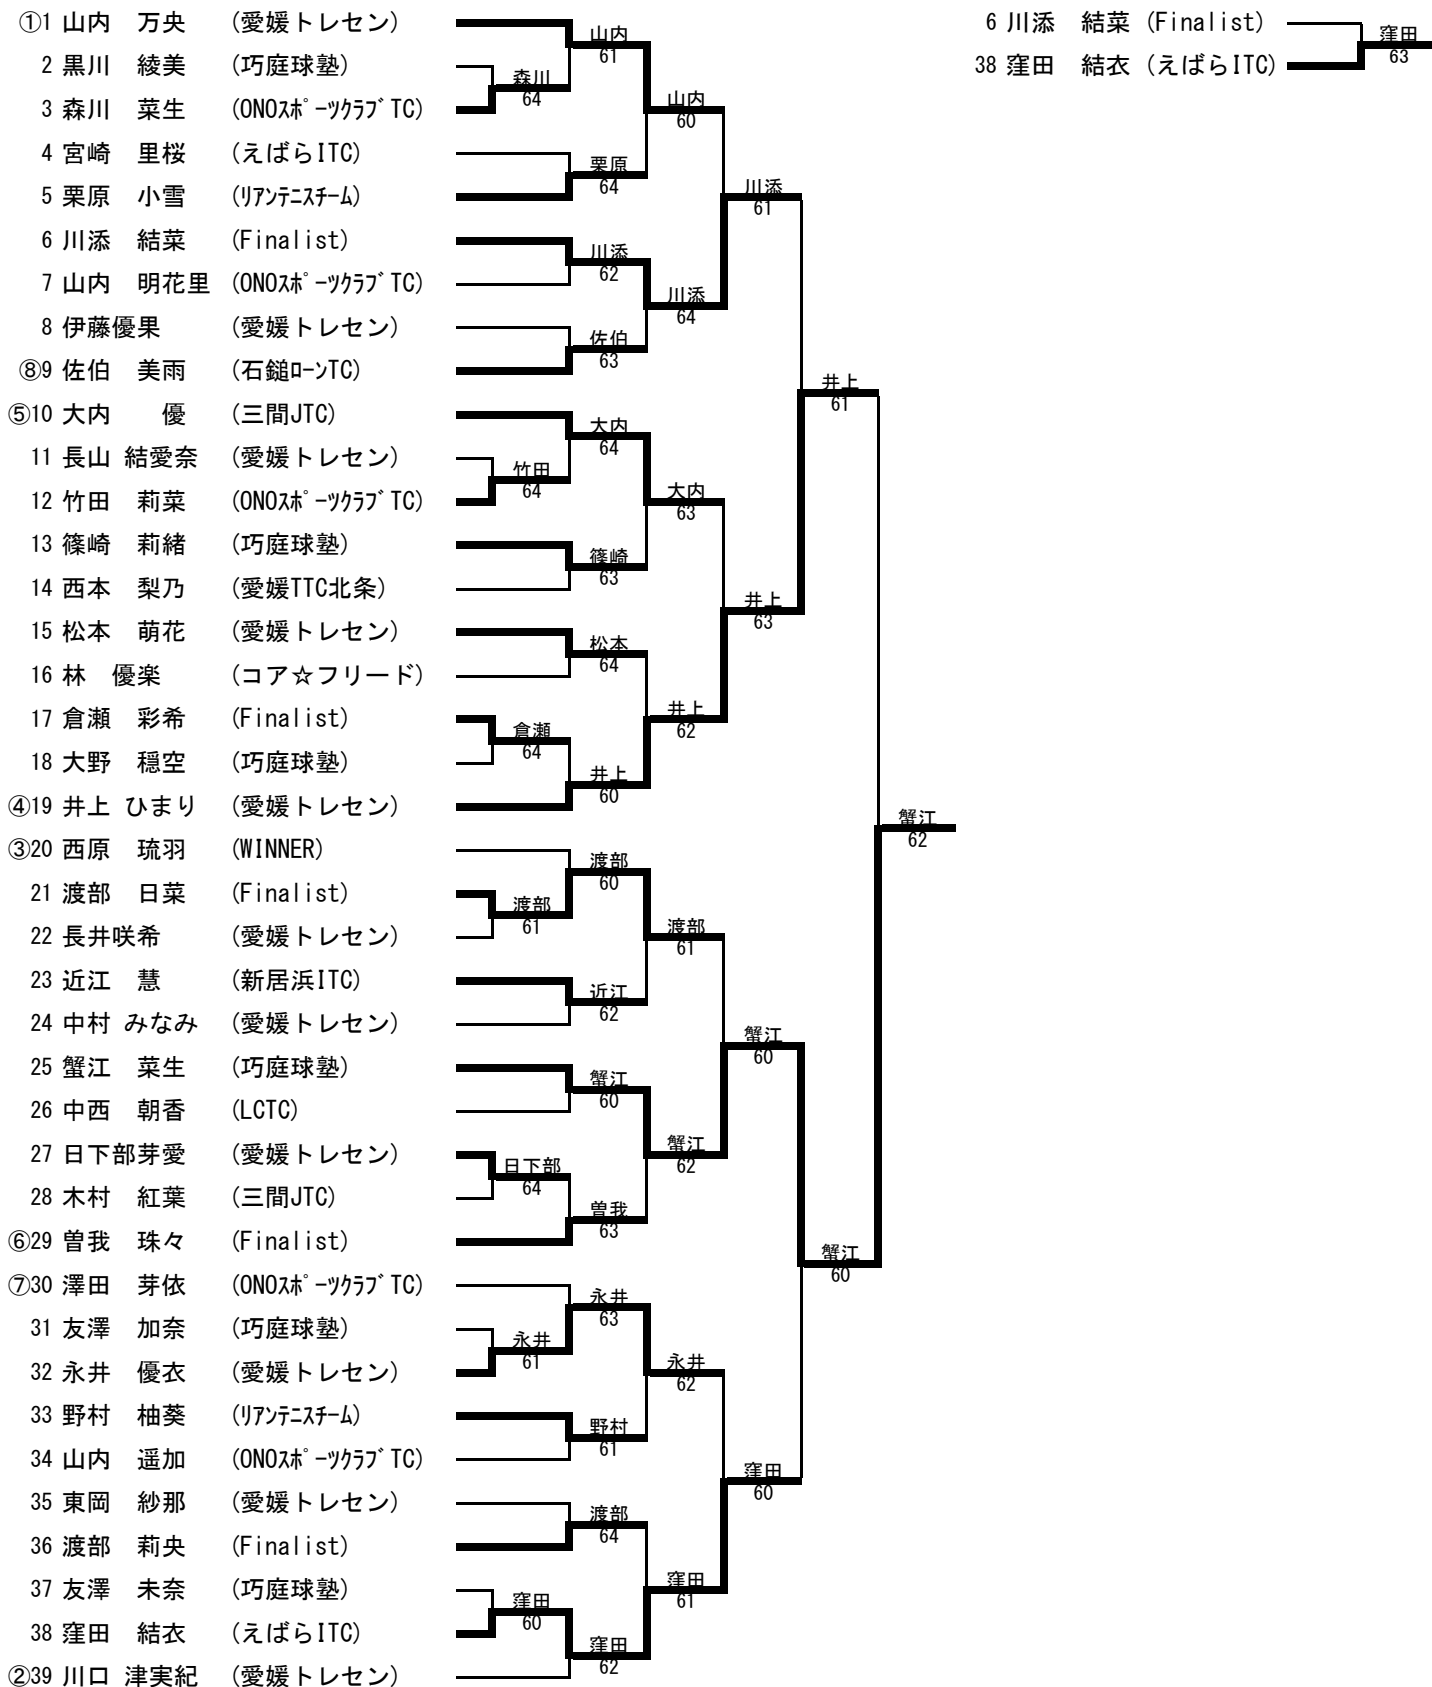 ①1 山内　万央　(愛媛トレセン)
2 黒川　綾美　(巧庭球塾)
3 森川　菜生　(ONOｽﾎﾟｰﾂｸﾗﾌﾞTC)
4 宮崎　里桜　(えばらITC)
5 栗原　小雪　(ﾘｱﾝﾃﾆｽﾁｰﾑ)
6 川添　結菜　(Finalist)
7 山内　明花里　(ONOｽﾎﾟｰﾂｸﾗﾌﾞTC)
8 伊藤優果　(愛媛トレセン)
⑧9 佐伯　美雨　(石鎚ﾛｰﾝTC)
⑤10 大内　　優　(三間JTC)
11 長山 結愛奈　(愛媛トレセン)
12 竹田　莉菜　(ONOｽﾎﾟｰﾂｸﾗﾌﾞTC)
13 篠崎　莉緒　(巧庭球塾)
14 西本　梨乃　(愛媛TTC北条)
15 松本　萌花　(愛媛トレセン)
16 林　優楽　(コア☆フリード)
17 倉瀬　彩希　(Finalist)
18 大野　穏空　(巧庭球塾)
④19 井上 ひまり　(愛媛トレセン)
③20 西原　琉羽　(WINNER)
21 渡部　日菜　(Finalist)
22 長井咲希　(愛媛トレセン)
23 近江　慧　(新居浜ITC)
24 中村 みなみ　(愛媛トレセン)
25 蟹江　菜生　(巧庭球塾)
26 中西　朝香　(LCTC)
27 日下部芽愛　(愛媛トレセン)
28 木村　紅葉　(三間JTC)
⑥29 曽我　珠々　(Finalist)
⑦30 澤田　芽依　(ONOｽﾎﾟｰﾂｸﾗﾌﾞTC)
31 友澤　加奈　(巧庭球塾)
32 永井　優衣　(愛媛トレセン)
33 野村　柚葵　(ﾘｱﾝﾃﾆｽﾁｰﾑ)
34 山内　遥加　(ONOｽﾎﾟｰﾂｸﾗﾌﾞTC)
35 東岡　紗那　(愛媛トレセン)
36 渡部　莉央　(Finalist)
37 友澤　未奈　(巧庭球塾)
38 窪田　結衣　(えばらITC)
②39 川口 津実紀　(愛媛トレセン)
森川
64
竹田
64
倉瀬
64
渡部
61
日下部
64
永井
61
窪田
60
山内
61
栗原
64
川添
62
佐伯
63
大内
64
篠崎
63
松本
64
井上
60
渡部
60
近江
62
蟹江
60
曽我
63
永井
63
野村
61
渡部
64
窪田
62
山内
60
川添
64
大内
63
井上
62
渡部
61
蟹江
62
永井
62
窪田
61
川添
61
井上
63
蟹江
60
窪田
60
井上
61
蟹江
60
蟹江
62
6 川添　結菜 (Finalist)
38 窪田　結衣 (えばらITC)
窪田
63